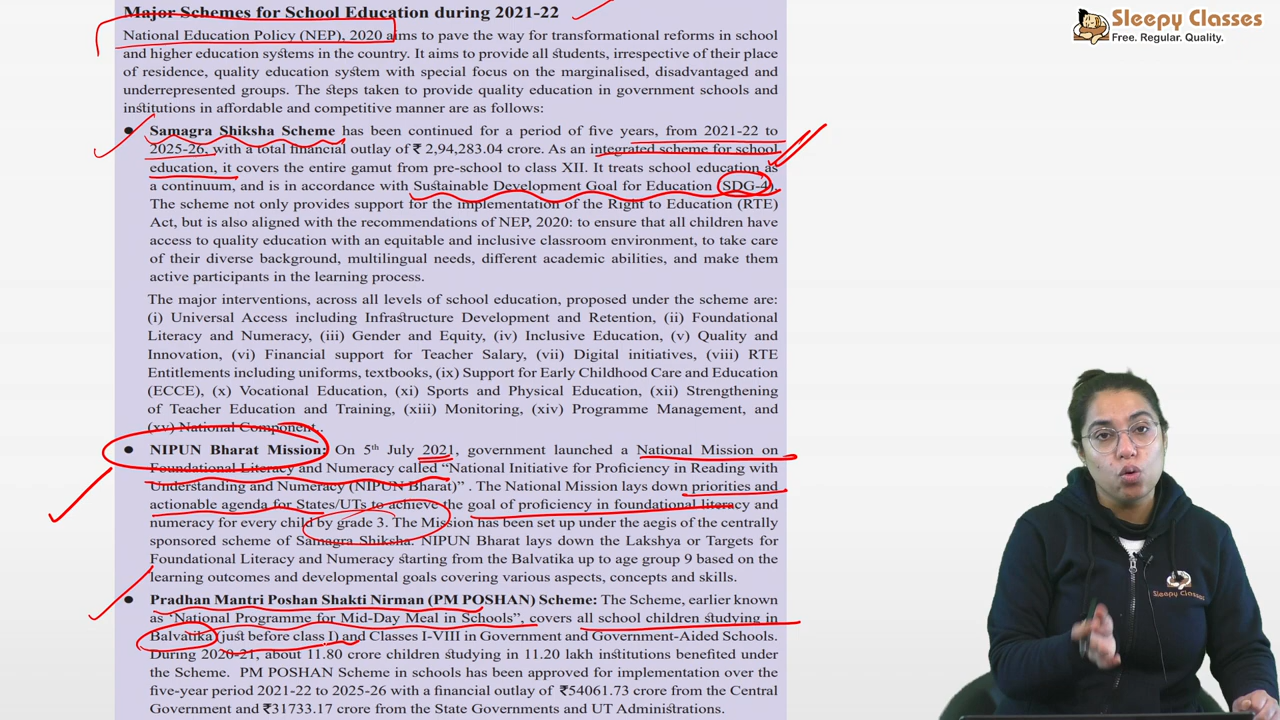 Major Schemes for School Education during 2021-22
Sleepy Classes
Free. Regular. Quality.
National Education Policy (NEP), 2020 aims to pave the way for transformational reforms in school
and higher education systems in the country. It aims to provide all students, irrespective of their place
of residence, quality education system with special focus on the marginalised, disadvantaged and
underrepresented groups. The steps taken to provide quality education in government schools and
institutions in affordable and competitive manner are as follows:
● Samagra Shiksha Scheme has been continued for a period of five years, from 2021-22 to
2025-26, with a total financial outlay of ₹ 2,94,283.04 crore. As an integrated scheme for school
education, it covers the entire gamut from pre-school to class XII. It treats school education as
a continuum, and is in accordance with Sustainable Development Goal for Education (SDG-4).
The scheme not only provides support for the implementation of the Right to Education (RTE)
Act, but is also aligned with the recommendations of NEP, 2020: to ensure that all children have
access to quality education with an equitable and inclusive classroom environment, to take care
of their diverse background, multilingual needs, different academic abilities, and make them
active participants in the learning process.
The major interventions, across all levels of school education, proposed under the scheme are:
(i) Universal Access including Infrastructure Development and Retention, (ii) Foundational
Literacy and Numeracy, (iii) Gender and Equity, (iv) Inclusive Education, (v) Quality and
Innovation, (vi) Financial support for Teacher Salary, (vii) Digital initiatives, (viii) RTE
Entitlements including uniforms, textbooks, (ix) Support for Early Childhood Care and Education
(ECCE), (x) Vocational Education, (xi) Sports and Physical Education, (xii) Strengthening
of Teacher Education and Training, (xiii) Monitoring, (xiv) Programme Management, and
(xv) National Component..
● NIPUN Bharat Mission: On 5th July 2021, government launched a National Mission on
Foundational Literacy and Numeracy called “National Initiative for Proficiency in Reading with
Understanding and Numeracy (NIPUN Bharat)” . The National Mission lays down priorities and
actionable agenda for States/UTs to achieve the goal of proficiency in foundational literacy and
numeracy for every child by grade 3. The Mission has been set up under the aegis of the centrally
sponsored scheme of Samagra Shiksha. NIPUN Bharat lays down the Lakshya or Targets for
Foundational Literacy and Numeracy starting from the Balvatika up to age group 9 based on the
learning outcomes and developmental goals covering various aspects, concepts and skills.
● Pradhan Mantri Poshan Shakti Nirman (PM POSHAN) Scheme: The Scheme, earlier known
as ‘National Programme for Mid-Day Meal in Schools”, covers all school children studying in
Balvatika (just before class I) and Classes I-VIII in Government and Government-Aided Schools.
During 2020-21, about 11.80 crore children studying in 11.20 lakh institutions benefited under
the Scheme. PM POSHAN Scheme in schools has been approved for implementation over the
five-year period 2021-22 to 2025-26 with a financial outlay of ₹54061.73 crore from the Central
Government and ₹31733.17 crore from the State Governments and UT Administrations.
Sleepy Classes